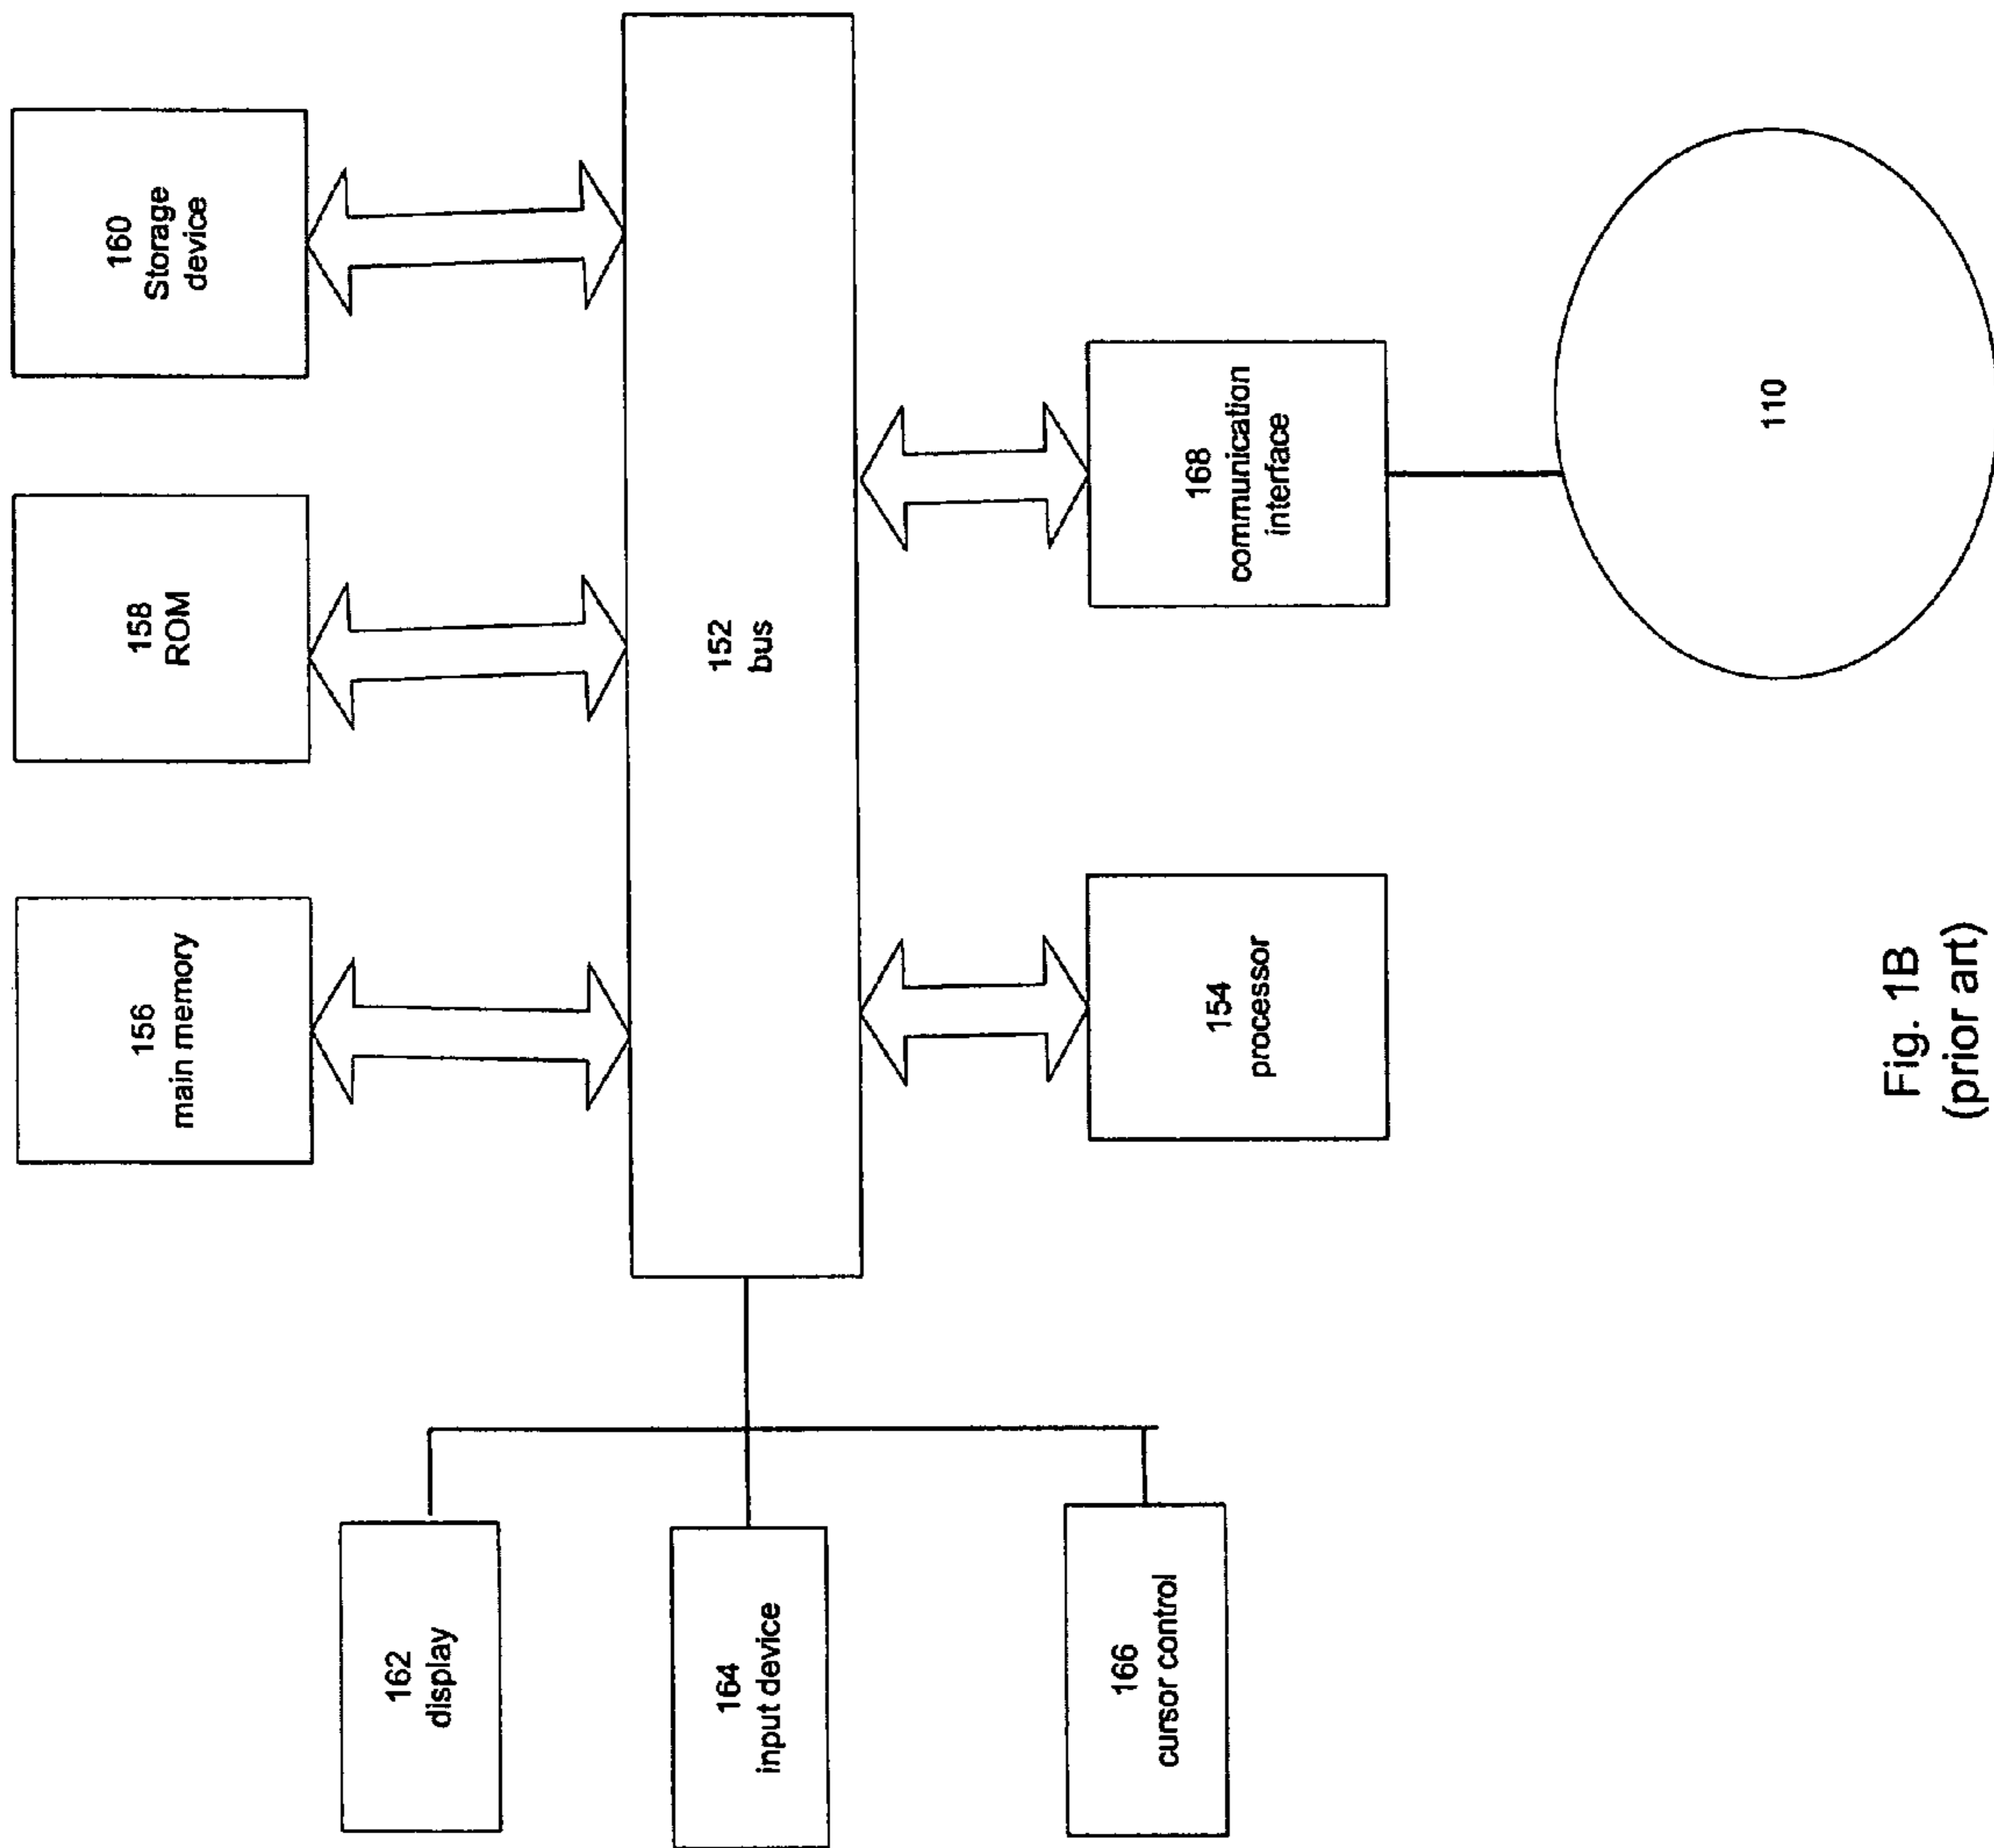 156
main memory
158
ROM
160
Storage
device
162
display
164
input device
166
cursor control
152
bus
154
processor
168
communication
interface
110
Fig. 1B
(prior art)